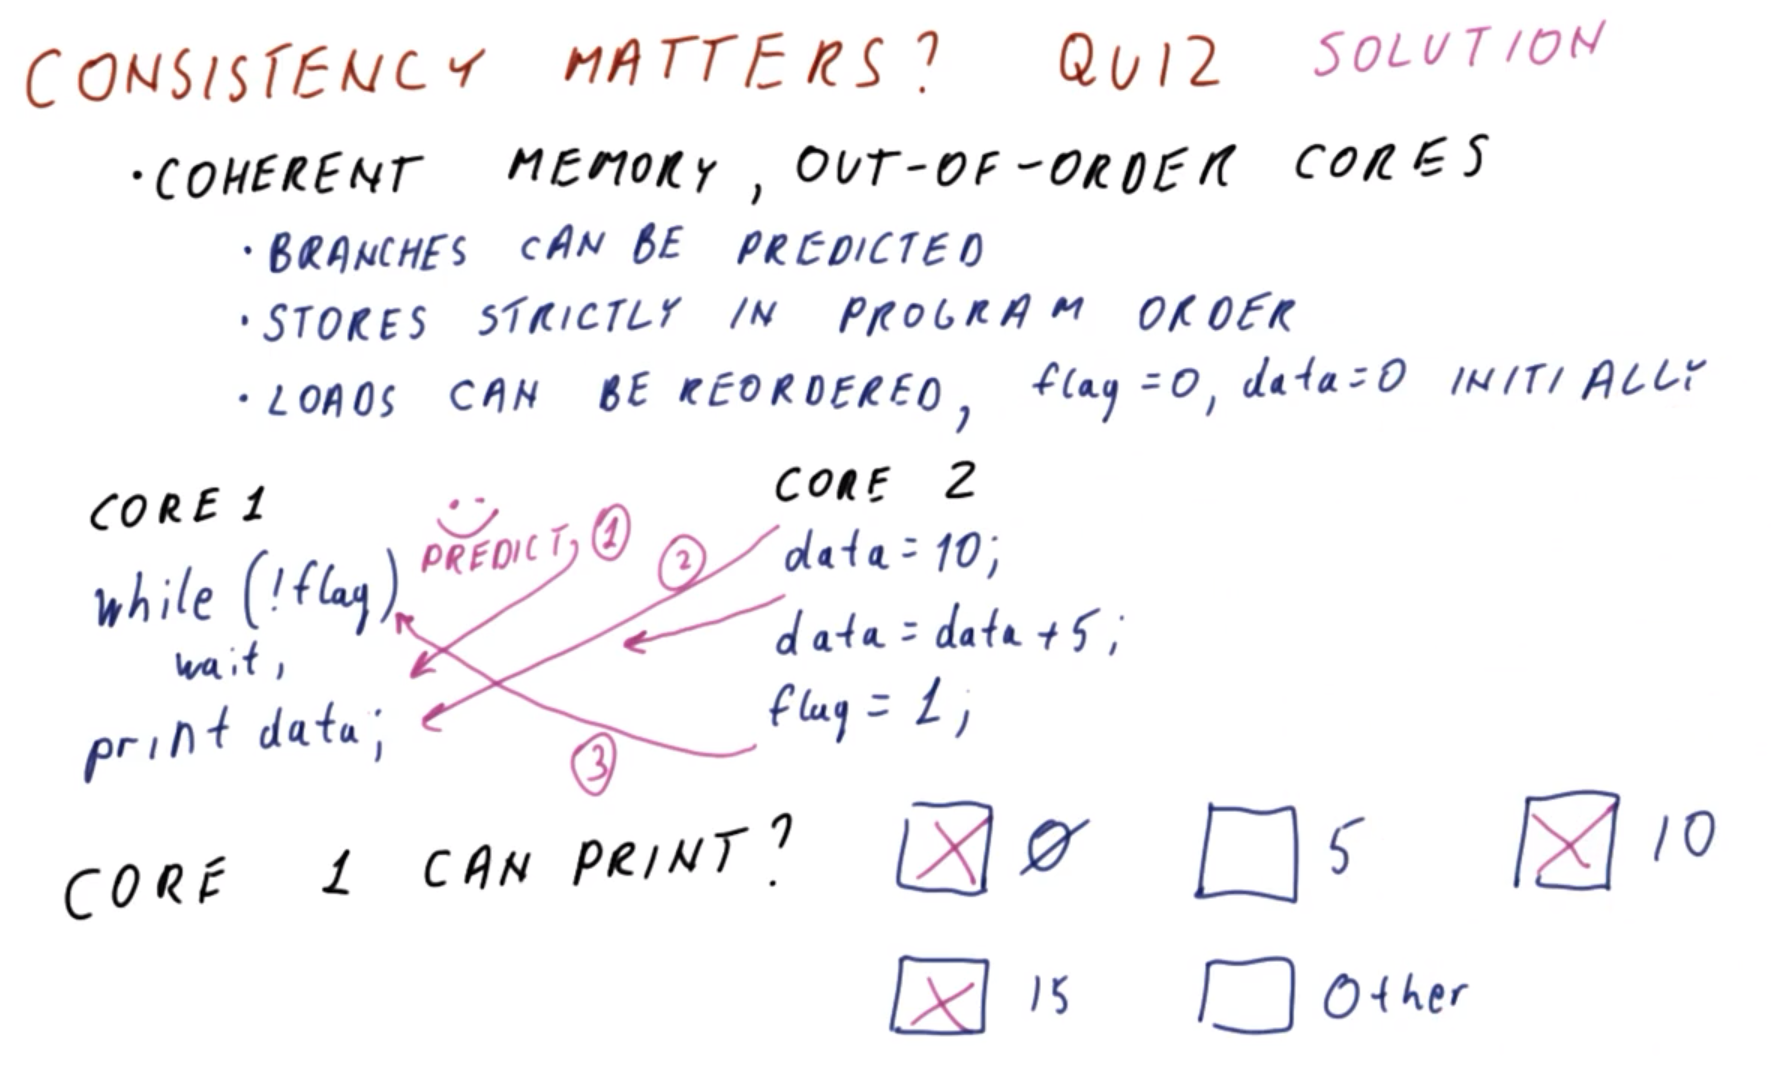 CONSISTENCY MATTERS? QUIZ SOLUTION
• COHERENT MEMORY, OUT-OF-ORDER CORES
• BRANCHES CAN BE PREDICTED
• STORES STRICTLY IN PROGRAM ORDER
• LOADS CAN BE REORDERED, flag=0, data=0 INITIALLY
CORE 1
while (!flag)
wait;
print data;
PREDICT, 1
2
3
CORE 2
data = 10;
data = data + 5;
flag = 1;
CORE 1 CAN PRINT?
X 0
5
X 10
X 15
Other